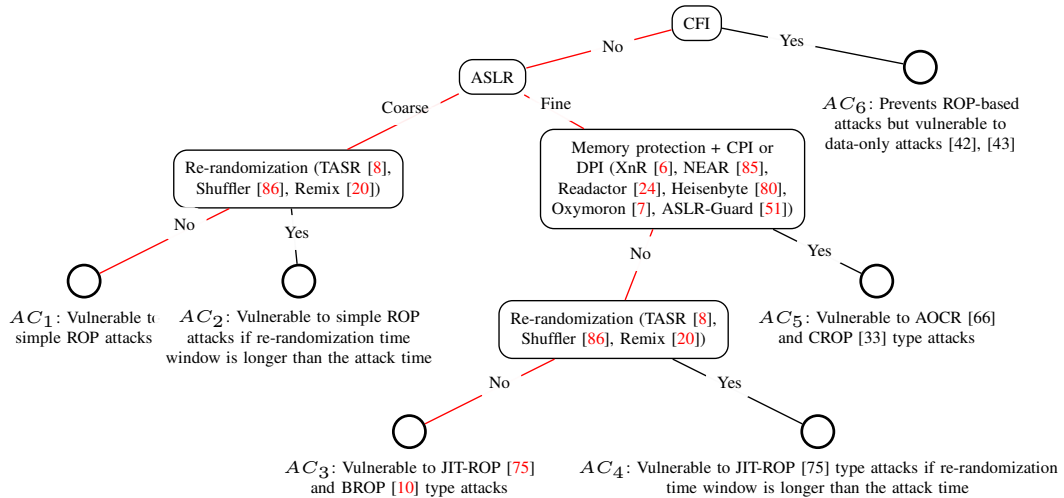 CFI
No
Yes
ASLR
Coarse
Fine
AC6: Prevents ROP-based
attacks but vulnerable to
data-only attacks [42], [43]
Re-randomization (TASR [8],
Shuffler [86], Remix [20])
Memory protection + CPI or
DPI (XnR [6], NEAR [85],
Readactor [24], Heisenbyte [80],
Oxymoron [7], ASLR-Guard [51])
No
Yes
No
Yes
AC1: Vulnerable to
simple ROP attacks
AC2: Vulnerable to simple ROP
attacks if re-randomization time
window is longer than the attack time
Re-randomization (TASR [8],
Shuffler [86], Remix [20])
AC5: Vulnerable to AOCR [66]
and CROP [33] type attacks
No
Yes
AC3: Vulnerable to JIT-ROP [75]
and BROP [10] type attacks
AC4: Vulnerable to JIT-ROP [75] type attacks if re-randomization
time window is longer than the attack time